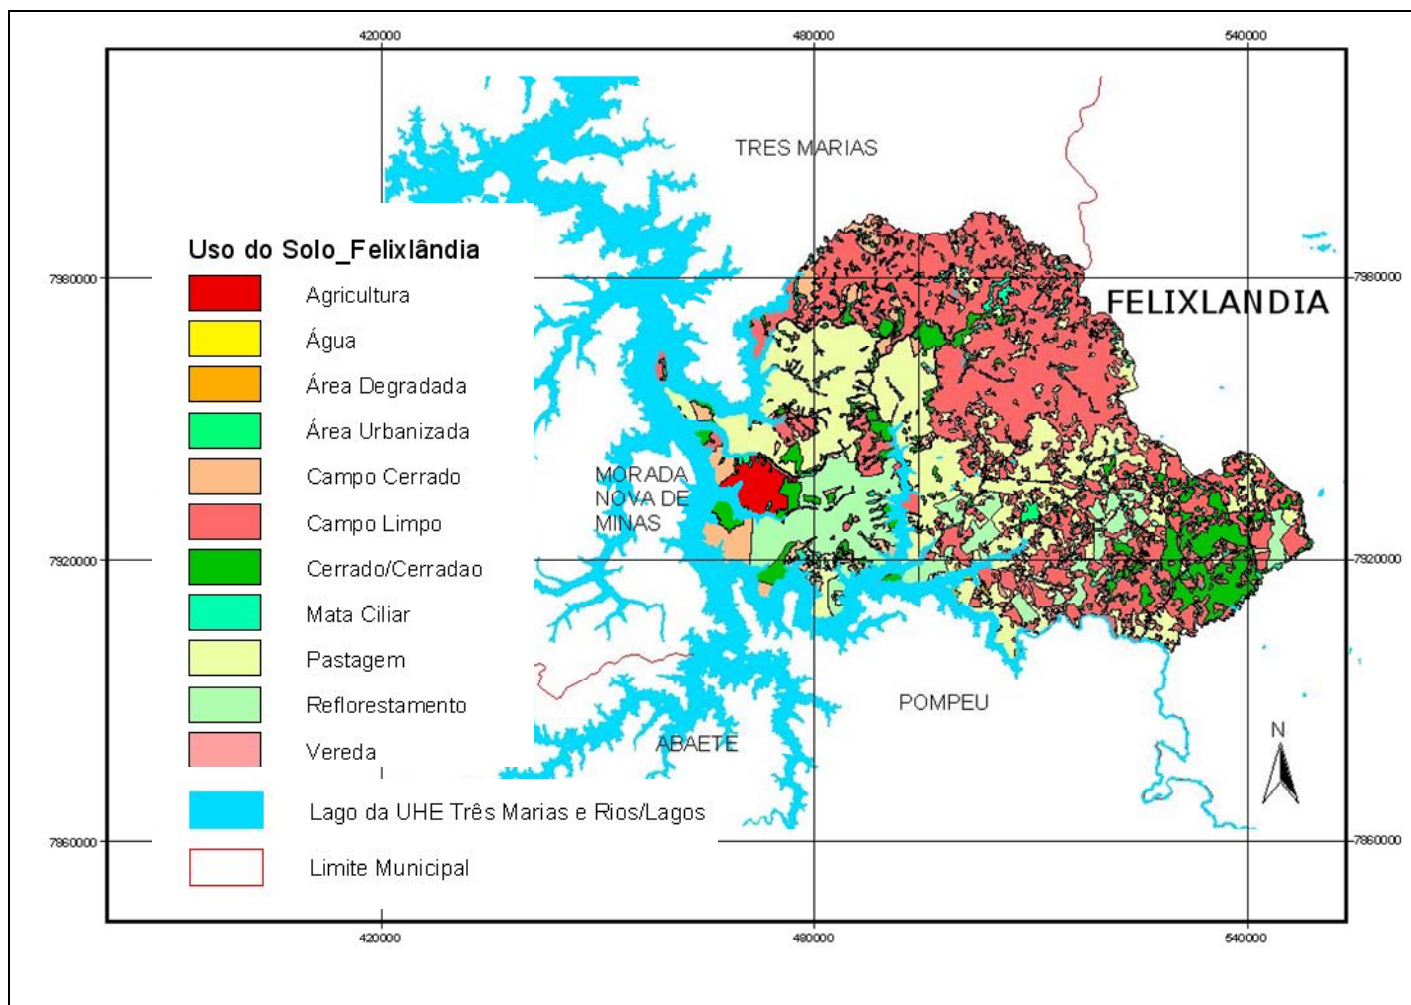 420000
480000
540000
TRES MARIAS
Uso do Solo_Felixlândia
7980000
7980000
Agricultura
FELIXLANDIA
Água
Área Degradada
Área Urbanizada
Campo Cerrado
MORADA
NOVA DE
MINAS
Campo Limpo
7920000
7920000
Cerrado/Cerradao
Mata Ciliar
Pastagem
Reflorestamento
POMPEU
Vereda
ABAETE
N
Lago da UHE Três Marias e Rios/Lagos
7860000
7860000
Limite Municipal
420000
480000
540000